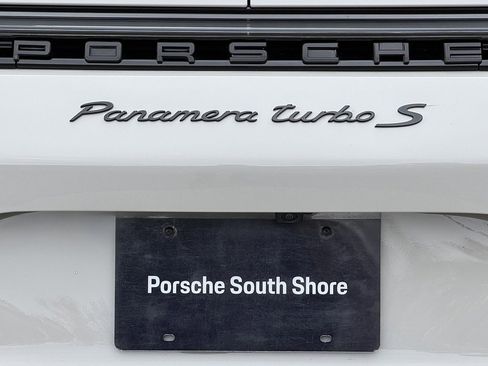 PORSCHE
Panamera turbo S
Porsche South Shore